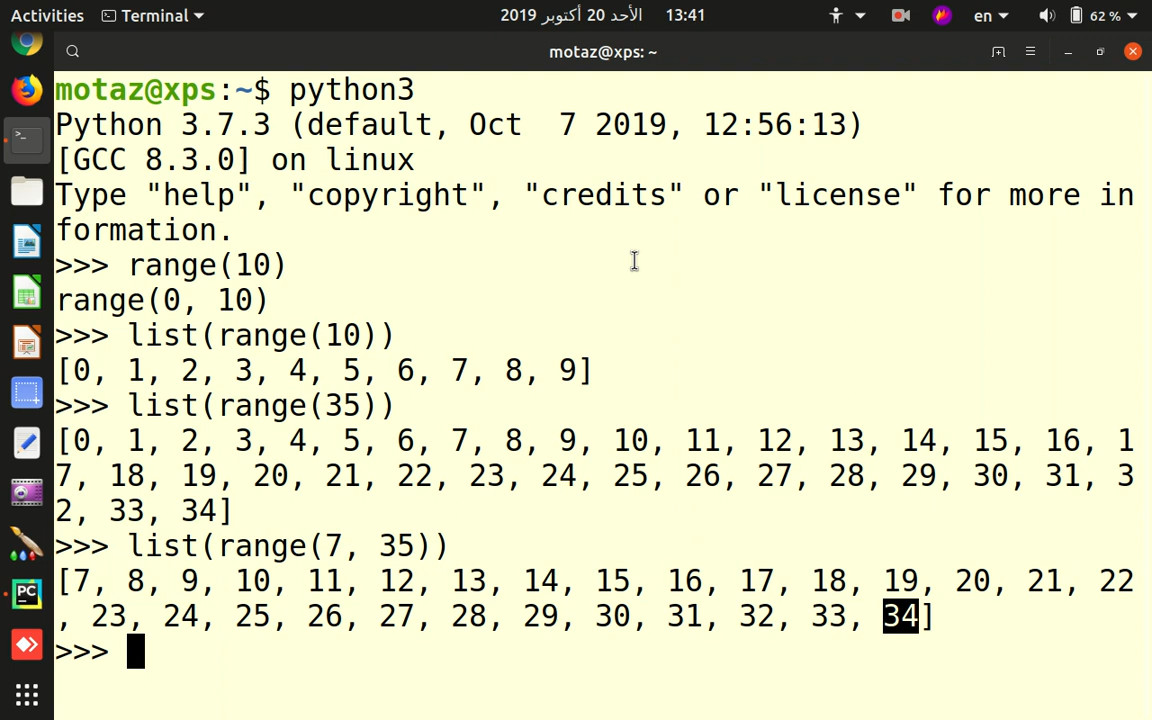 Activities Terminal 2019 الأحد 20 أكتوبر 13:41 en 62 %
motaz@xps: ~
motaz@xps:~$ python3
Python 3.7.3 (default, Oct  7 2019, 12:56:13)
[GCC 8.3.0] on linux
Type "help", "copyright", "credits" or "license" for more in
formation.
>>> range(10)
range(0, 10)
>>> list(range(10))
[0, 1, 2, 3, 4, 5, 6, 7, 8, 9]
>>> list(range(35))
[0, 1, 2, 3, 4, 5, 6, 7, 8, 9, 10, 11, 12, 13, 14, 15, 16, 1
7, 18, 19, 20, 21, 22, 23, 24, 25, 26, 27, 28, 29, 30, 31, 3
2, 33, 34]
>>> list(range(7, 35))
[7, 8, 9, 10, 11, 12, 13, 14, 15, 16, 17, 18, 19, 20, 21, 22
, 23, 24, 25, 26, 27, 28, 29, 30, 31, 32, 33, 34]
>>>
PC